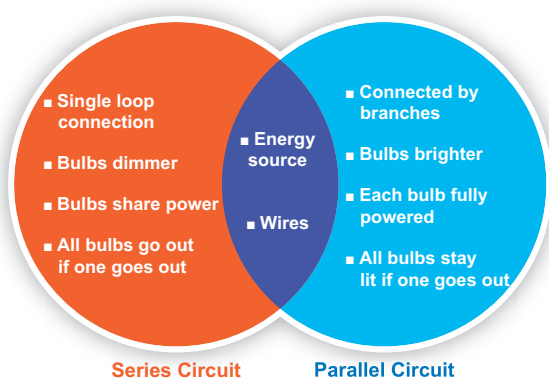 ■ Single loop
connection
■ Bulbs dimmer
■ Bulbs share power
■ All bulbs go out
if one goes out
■ Energy
source
■ Wires
■ Connected by
branches
■ Bulbs brighter
■ Each bulb fully
powered
■ All bulbs stay
lit if one goes out
Series Circuit
Parallel Circuit